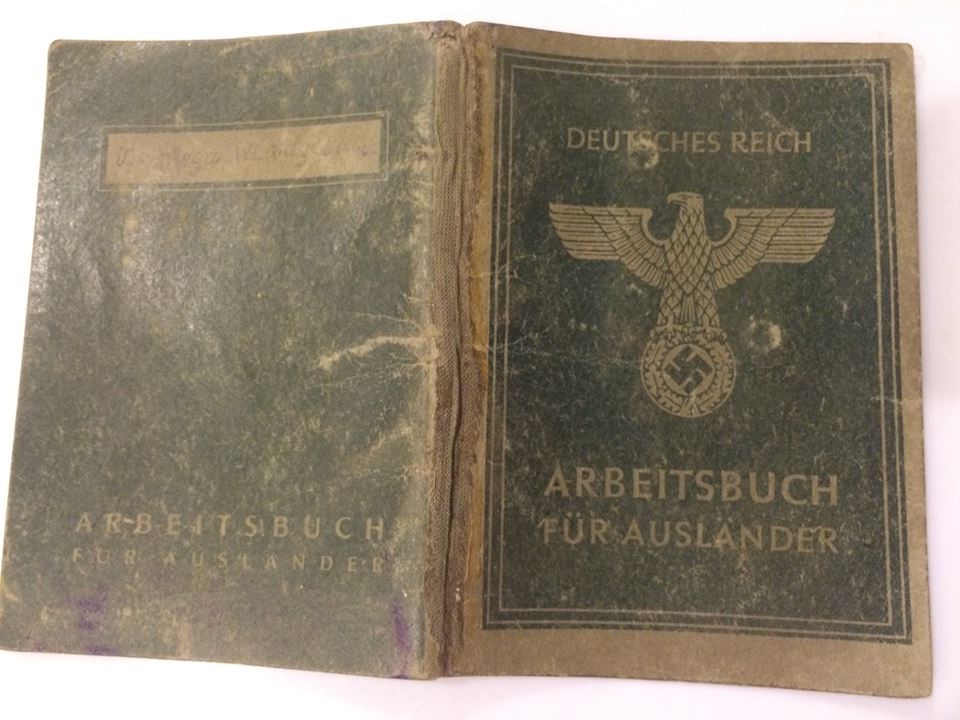 ARBEITSBUCH
FÜR AUSLÄNDER
DEUTSCHES REICH
ARBEITSBUCH
FÜR AUSLÄNDER